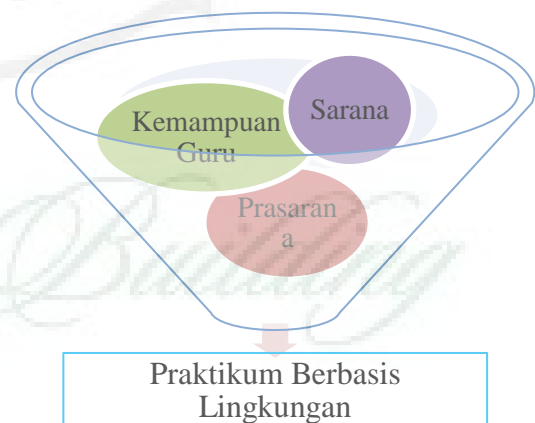 Kemampuan
Guru
Sarana
Prasaran
a
Praktikum Berbasis
Lingkungan